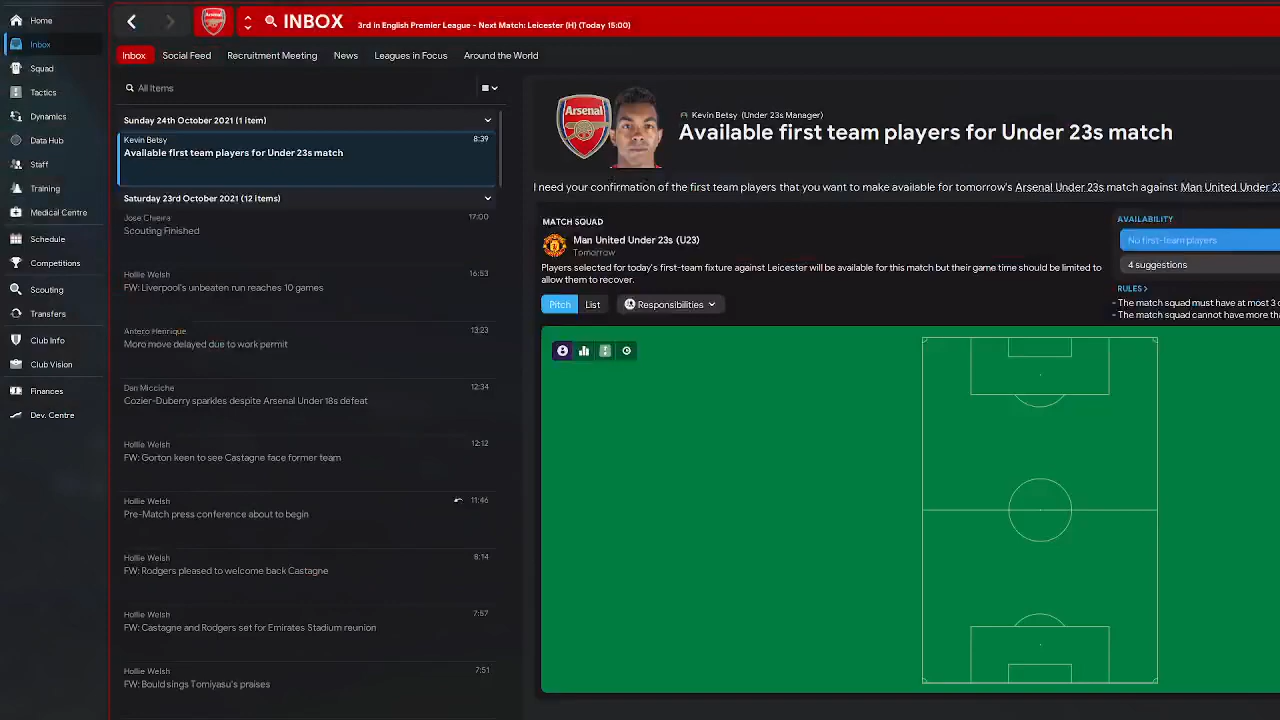 Home
Inbox
Squad
Tactics
Dynamics
Data Hub
Staff
Training
Medical Centre
Schedule
Competitions
Scouting
Transfers
Club Info
Club Vision
Finances
Dev. Centre
INBOX
3rd in English Premier League - Next Match: Leicester (H) (Today 15:00)
Inbox Social Feed Recruitment Meeting News Leagues in Focus Around the World
All Items
Sunday 24th October 2021 (1 item)
Kevin Betsy 8:39
Available first team players for Under 23s match
Saturday 23rd October 2021 (12 items)
17:00
Scouting Finished
Hollie Welsh 16:53
FW: Liverpool's unbeaten run reaches 10 games
Antero Henrique 13:23
Moro move delayed due to work permit
Dan Micciche 12:34
Cozier-Duberry sparkles despite Arsenal Under 18s defeat
Hollie Welsh 12:12
FW: Gorton keen to see Castagne face former team
Hollie Welsh 11:46
Pre-Match press conference about to begin
Hollie Welsh 8:14
FW: Rodgers pleased to welcome back Castagne
Hollie Welsh 7:57
FW: Castagne and Rodgers set for Emirates Stadium reunion
Hollie Welsh 7:51
FW: Bould sings Tomiyasu's praises
Arsenal
Kevin Betsy (Under 23s Manager)
Available first team players for Under 23s match
I need your confirmation of the first team players that you want to make available for tomorrow's Arsenal Under 23s match against Man United Under 23
MATCH SQUAD
Man United Under 23s (U23)
Tomorrow
Players selected for today's first-team fixture against Leicester will be available for this match but their game time should be limited to
allow them to recover.
Pitch List Responsibilities
AVAILABILITY
No first-team players
4 suggestions
RULES >
- The match squad must have at most 3 o
- The match squad cannot have more tha